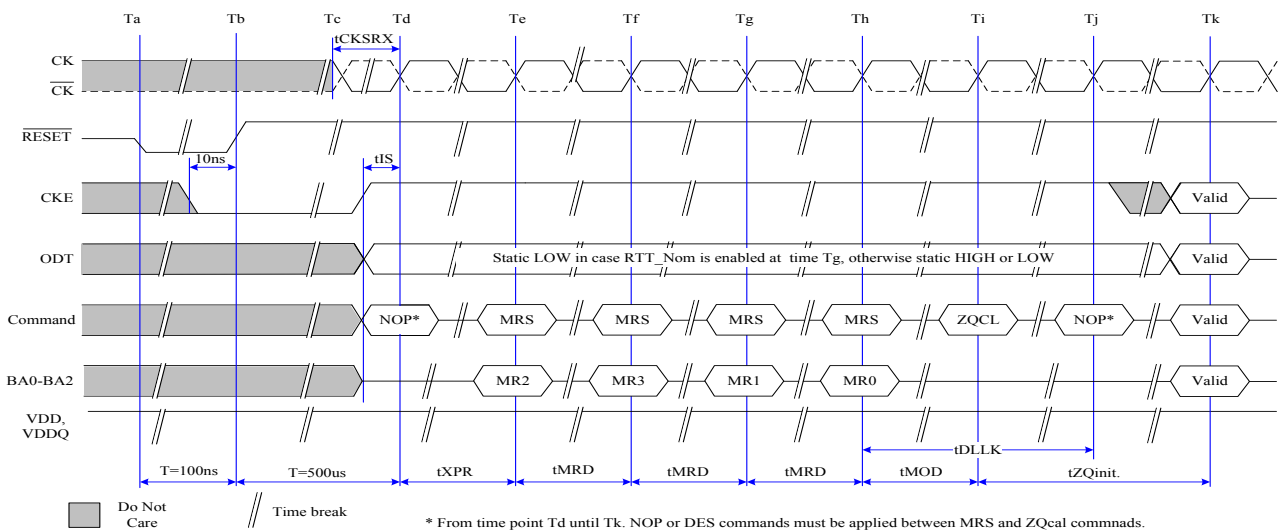 Ta Tb Tc Td Te Tf Tg Th Ti Tj Tk
tCKSRX
CK
CK
RESET
10ns tIS
CKE Valid
ODT Static LOW in case RTT_Nom is enabled at time Tg, otherwise static HIGH or LOW Valid
Command NOP* MRS MRS MRS MRS ZQCL NOP* Valid
BA0-BA2 MR2 MR3 MR1 MR0 Valid
VDD,
VDDQ
tDLLK
T=100ns T=500us tXPR tMRD tMRD tMRD tMOD tZQinit.
Do Not
Care
Time break
* From time point Td until Tk. NOP or DES commands must be applied between MRS and ZQcal commnads.